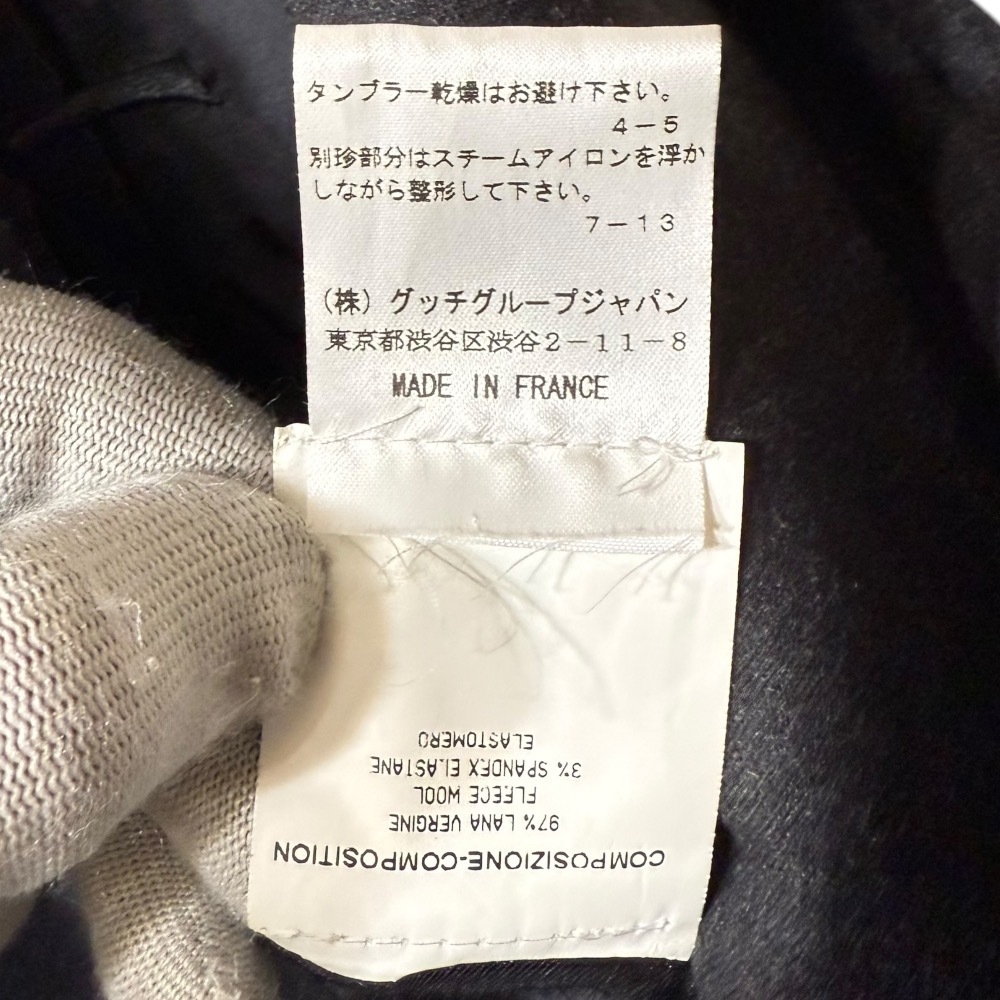 タンブラー乾燥はお避け下さい。
4－5
別珍部分はスチームアイロンを浮か
しながら整形して下さい。
7－13
(株) グッチグループジャパン
東京都渋谷区渋谷2－11－8
MADE IN FRANCE
COMPOSIZIONE-COMPOSITION
97% LANA VERGINE
FLEECE WOOL
3% SPANDEX ELASTANE
ELASTOMERO